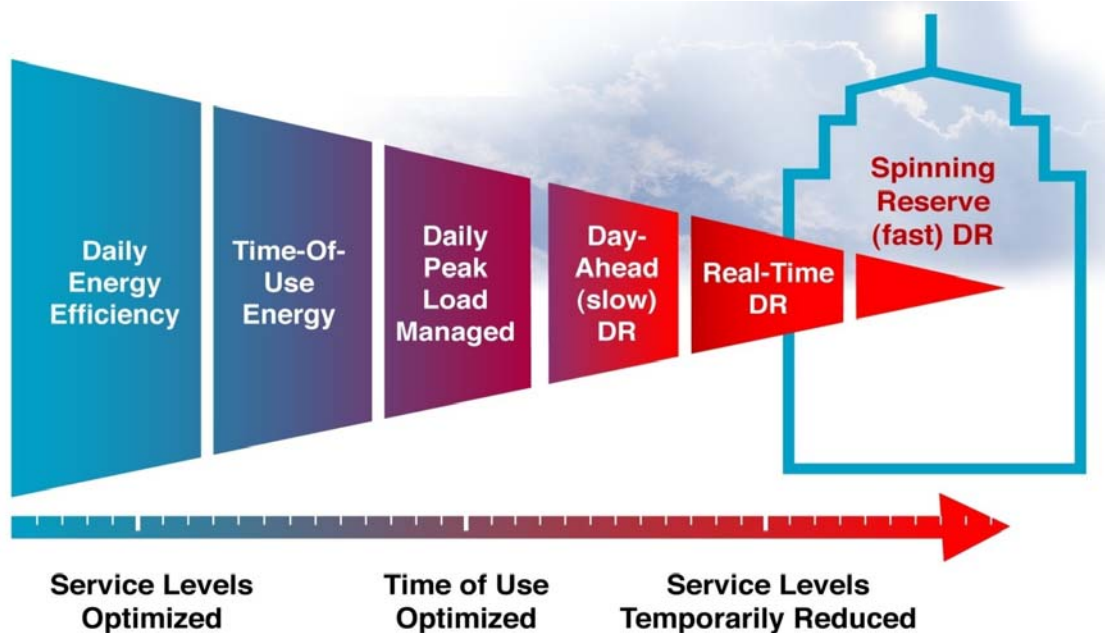 Daily
Energy
Efficiency
Time-Of-
Use
Energy
Daily
Peak
Load
Managed
Day-
Ahead
(slow)
DR
Real-Time
DR
Spinning
Reserve
(fast) DR
Service Levels
Optimized
Time of Use
Optimized
Service Levels
Temporarily Reduced